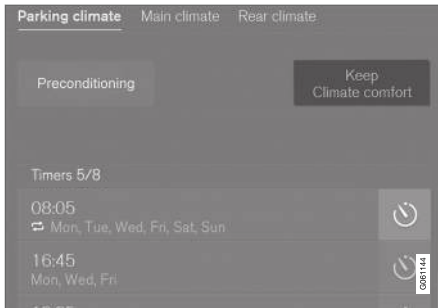 Parking climate Main climate Rear climate
Preconditioning
Keep
Climate comfort
Timers 5/8
08:05
Mon, Tue, Wed, Fri, Sat, Sun
16:45
Mon, Wed, Fri
G061144